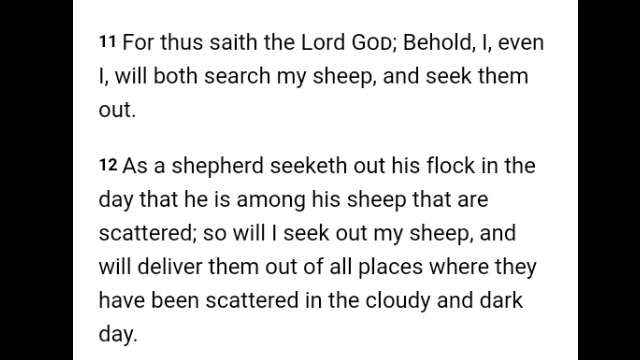 11 For thus saith the Lord GOD; Behold, I, even
I, will both search my sheep, and seek them
out.
12 As a shepherd seeketh out his flock in the
day that he is among his sheep that are
scattered; so will I seek out my sheep, and
will deliver them out of all places where they
have been scattered in the cloudy and dark
day.